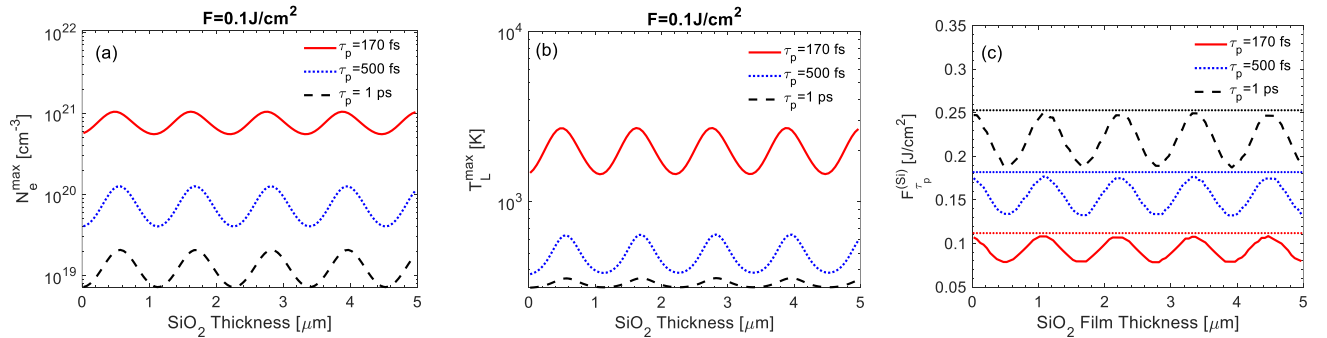 F=0.1J/cm²
(a)
τₚ=170 fs
τₚ=500 fs
τₚ= 1 ps
10²²
10²¹
10²⁰
10¹⁹
Nₑᵐᵃˣ [cm⁻³]
0 1 2 3 4 5
SiO₂ Thickness [μm]
F=0.1J/cm²
(b)
τₚ=170 fs
τₚ=500 fs
τₚ= 1 ps
10⁴
10³
T_L^max [K]
0 1 2 3 4 5
SiO₂ Thickness [μm]
(c)
τₚ=170 fs
τₚ=500 fs
τₚ= 1 ps
0.35
0.3
0.25
0.2
0.15
0.1
0.05
F_τₚ^(Si) [J/cm²]
0 1 2 3 4 5
SiO₂ Film Thickness [μm]